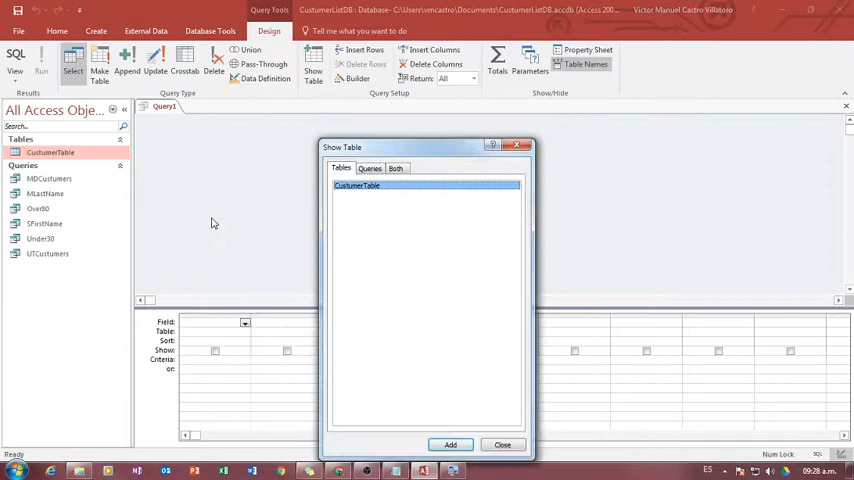 Query Tools
CustumerListDB : Database- C:\Users\vmcastro\Documents\CustumerListDB.accdb (Access 200...
Victor Manuel Castro Villatoro
File
Home
Create
External Data
Database Tools
Design
Tell me what you want to do
SQL
View
Run
Select
Make Table
Append
Update
Crosstab
Delete
Union
Pass-Through
Data Definition
Show Table
Insert Rows
Delete Rows
Builder
Insert Columns
Delete Columns
Return: All
Totals
Parameters
Property Sheet
Table Names
Results
Query Type
Query Setup
Show/Hide
All Access Obje...
Search...
Tables
CustumerTable
Queries
MDCustumers
MLastName
Over80
SFirstName
Under30
UTCustumers
Query1
Show Table
Tables
Queries
Both
CustumerTable
Add
Close
Field:
Table:
Sort:
Show:
Criteria:
or:
Ready
Num Lock
SQL
ES
09:28 a.m.